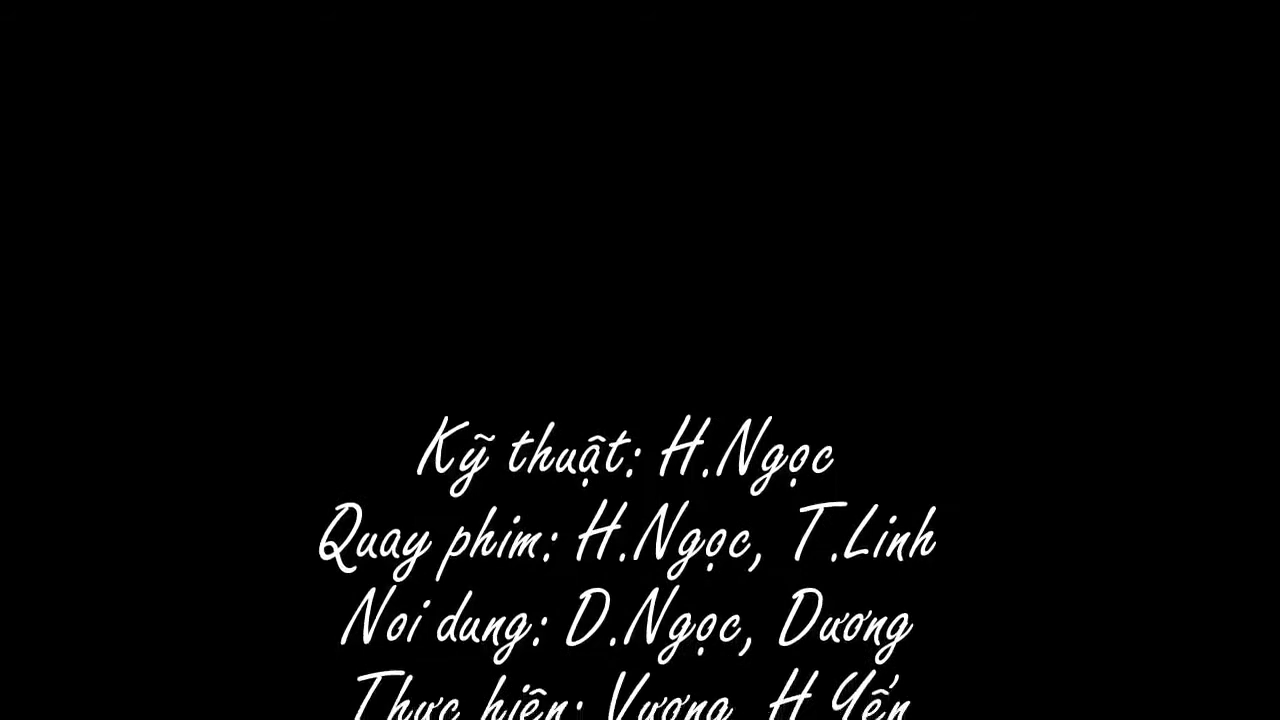 Kỹ thuật: H.Ngọc
Quay phim: H.Ngọc, T.Linh
Noi dung: D.Ngọc, Dương
Thực hiện: Vương, H.Yến